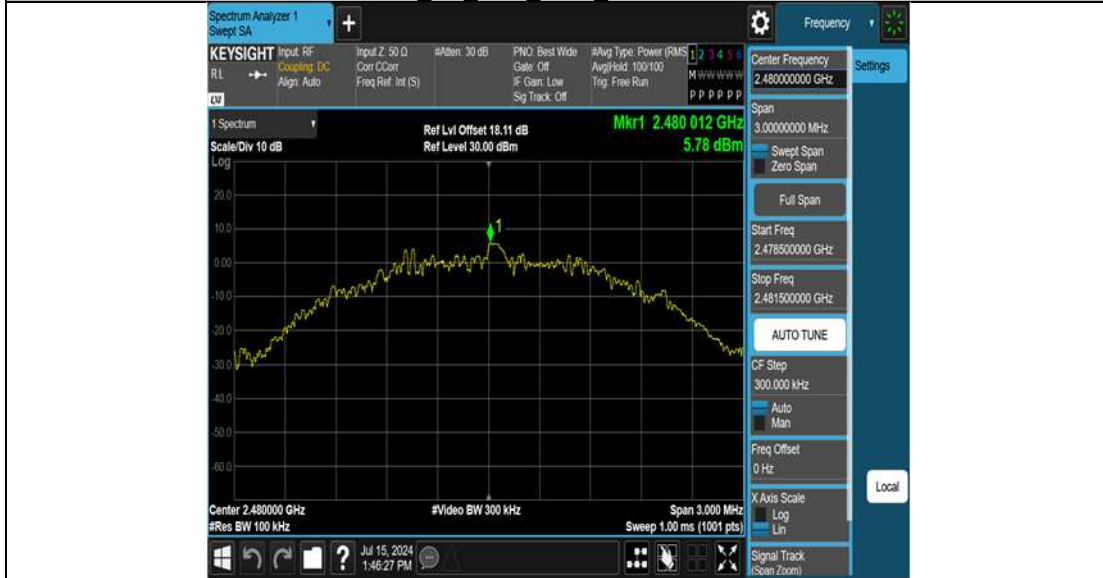 Spectrum Analyzer 1
Swept SA
+
Frequency
KEYSIGHT
Input: RF
Coupling: DC
Align: Auto
RL
LXI
Input Z: 50 Ω
Corr CCorr
Freq Ref: Int (S)
#Atten: 30 dB
PNO: Best Wide
Gate: Off
IF Gain: Low
Sig Track: Off
#Avg Type: Power (RMS
Avg|Hold: 100/100
Trig: Free Run
1 2 3 4 5 6
M W W W W W
P P P P P P
1 Spectrum
Scale/Div 10 dB
Ref Lvl Offset 18.11 dB
Ref Level 30.00 dBm
Mkr1 2.480 012 GHz
5.78 dBm
Log
20.0
10.0
0.00
-10.0
-20.0
-30.0
-40.0
-50.0
-60.0
1
Center 2.480000 GHz
#Res BW 100 kHz
#Video BW 300 kHz
Span 3.000 MHz
Sweep 1.00 ms (1001 pts)
?
Jul 15, 2024
1:46:27 PM
Center Frequency
2.480000000 GHz
Span
3.00000000 MHz
Swept Span
Zero Span
Full Span
Start Freq
2.478500000 GHz
Stop Freq
2.481500000 GHz
AUTO TUNE
CF Step
300.000 kHz
Auto
Man
Freq Offset
0 Hz
X Axis Scale
Log
Lin
Signal Track
(Span Zoom)
Settings
Local